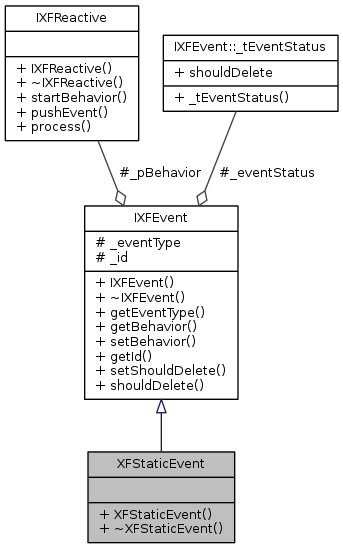 IXFReactive
+ IXFReactive()
+ ~IXFReactive()
+ startBehavior()
+ pushEvent()
+ process()
IXFEvent::_tEventStatus
+ shouldDelete
+ _tEventStatus()
# _pBehavior
# _eventStatus
IXFEvent
# _eventType
# _id
+ IXFEvent()
+ ~IXFEvent()
+ getEventType()
+ getBehavior()
+ setBehavior()
+ getId()
+ setShouldDelete()
+ shouldDelete()
XFStaticEvent
+ XFStaticEvent()
+ ~XFStaticEvent()